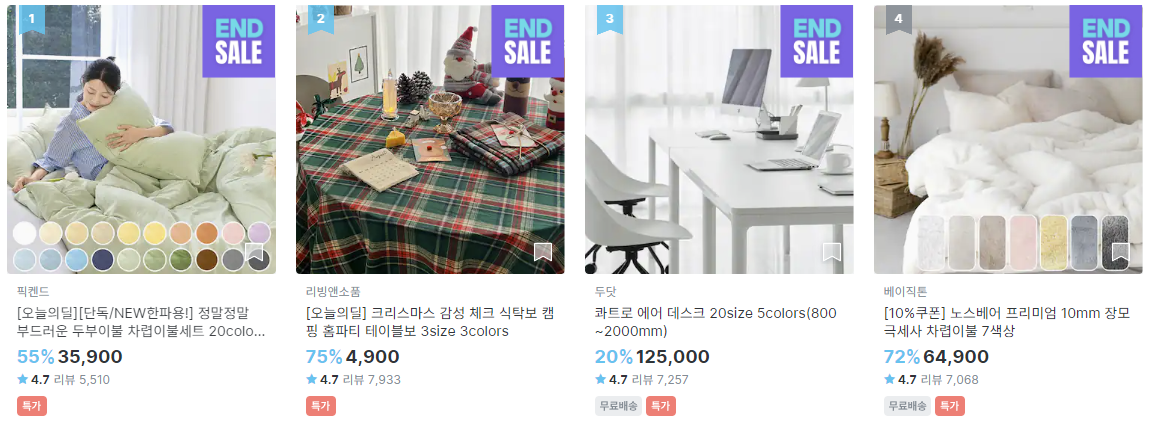 1
END
SALE
픽켄드
[오늘의딜][단독/NEW한파용!] 정말정말
부드러운 두부이불 차렵이불세트 20colo...
55% 35,900
4.7 리뷰 5,510
특가
2
END
SALE
리빙앤소품
[오늘의딜] 크리스마스 감성 체크 식탁보 캠
핑 홈파티 테이블보 3size 3colors
75% 4,900
4.7 리뷰 7,933
특가
3
END
SALE
두닷
콰트로 에어 데스크 20size 5colors(800
~2000mm)
20% 125,000
4.7 리뷰 7,257
무료배송 특가
4
END
SALE
베이직톤
[10%쿠폰] 노스베어 프리미엄 10mm 장모
극세사 차렵이불 7색상
72% 64,900
4.7 리뷰 7,068
무료배송 특가